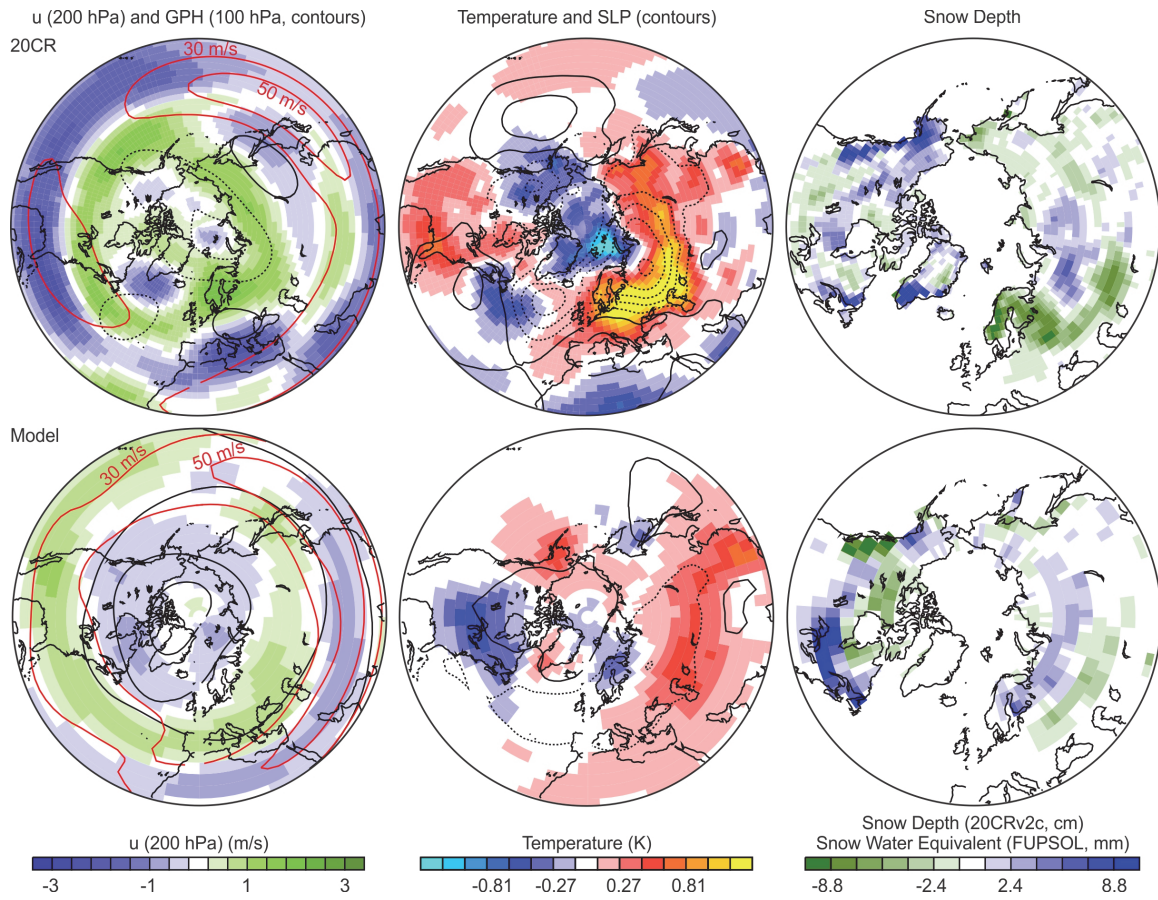 u (200 hPa) and GPH (100 hPa, contours)
Temperature and SLP (contours)
Snow Depth
20CR
30 m/s
50 m/s
Model
30 m/s
50 m/s
u (200 hPa) (m/s)
-3 -1 1 3
Temperature (K)
-0.81 -0.27 0.27 0.81
Snow Depth (20CRv2c, cm)
Snow Water Equivalent (FUPSOL, mm)
-8.8 -2.4 2.4 8.8